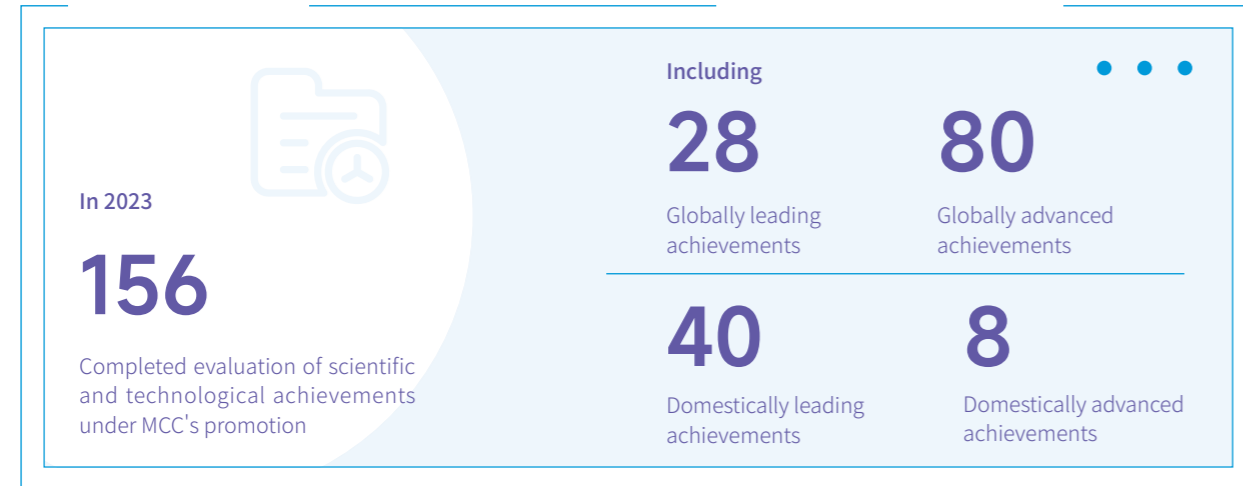 In 2023
156
Completed evaluation of scientific
and technological achievements
under MCC's promotion
Including
28
Globally leading
achievements
80
Globally advanced
achievements
40
Domestically leading
achievements
8
Domestically advanced
achievements